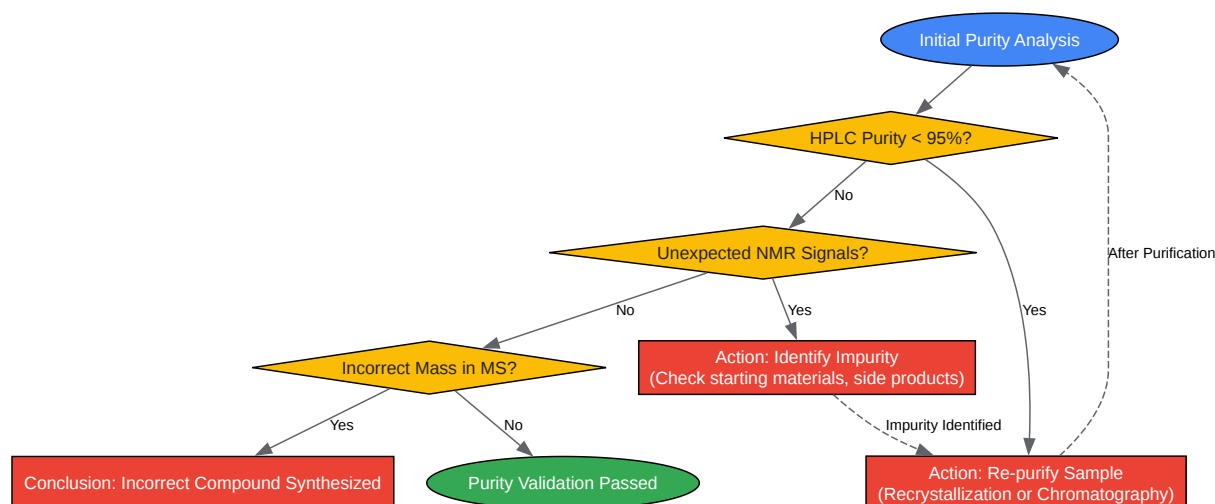 Initial Purity Analysis
HPLC Purity < 95%?
No
Unexpected NMR Signals?
After Purification
No
Yes
Yes
Incorrect Mass in MS?
Action: Identify Impurity
(Check starting materials, side products)
Yes
No
Impurity Identified
Conclusion: Incorrect Compound Synthesized
Purity Validation Passed
Action: Re-purify Sample
(Recrystallization or Chromatography)